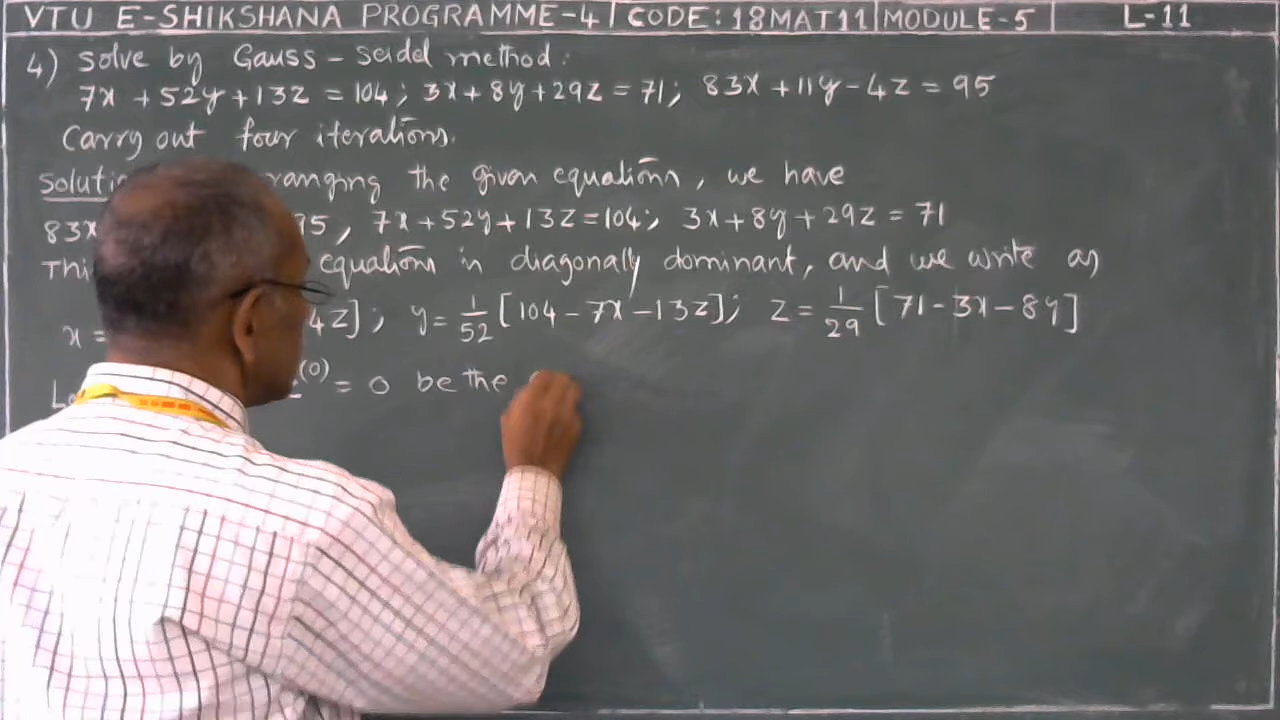 VTU E-SHIKSHANA PROGRAMME-4 | CODE: 18MAT11 | MODULE-5 | L-11
4) Solve by Gauss-Seidel method:
7x + 52y + 13z = 104; 3x + 8y + 29z = 71; 83x + 11y - 4z = 95
Carry out four iterations.
Soluti ranging the given equations, we have
83x 95, 7x + 52y + 13z = 104; 3x + 8y + 29z = 71
Thi equations is diagonally dominant, and we write as
x = 4z]; y = 1/52 [104 - 7x - 13z]; z = 1/29 [71 - 3x - 8y]
(0) = 0 be the